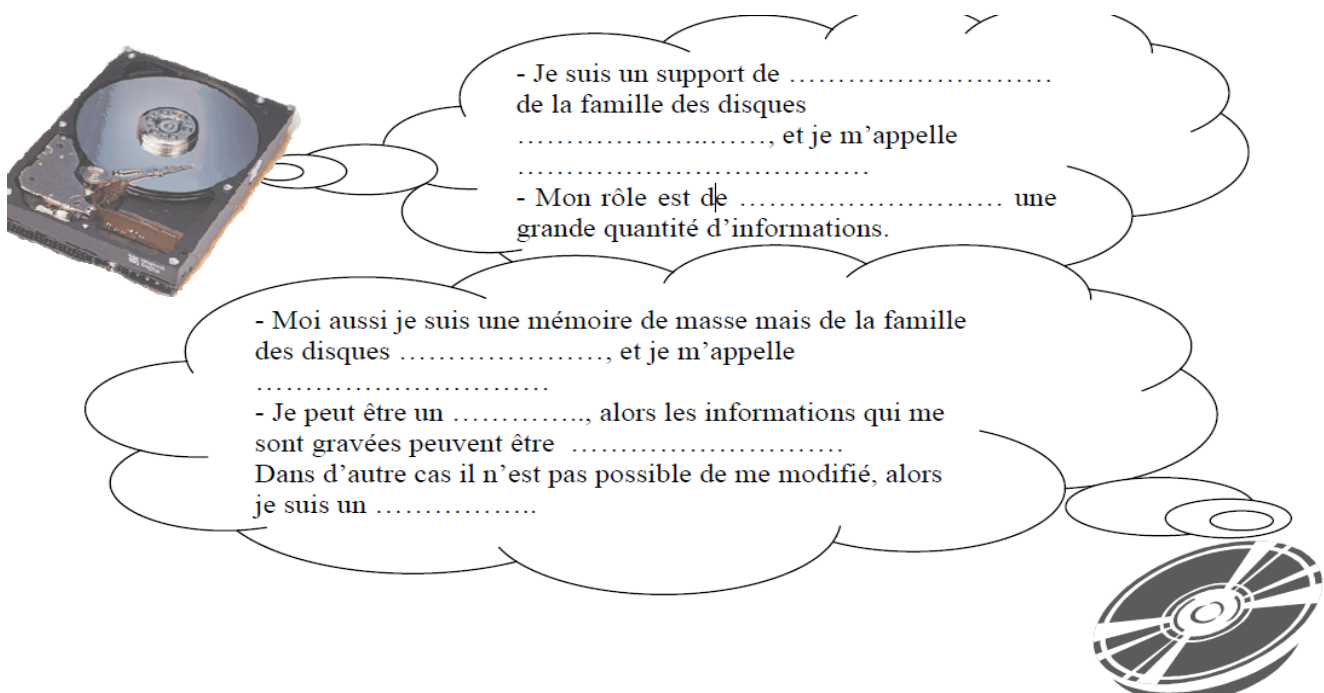 - Je suis un support de ………………………
de la famille des disques
………………..……, et je m’appelle
………………………………
- Mon rôle est de ……………………… une
grande quantité d’informations.
- Moi aussi je suis une mémoire de masse mais de la famille
des disques …………………, et je m’appelle
…………………………
- Je peut être un ………….., alors les informations qui me
sont gravées peuvent être ……………………….
Dans d’autre cas il n’est pas possible de me modifié, alors
je suis un ……………..